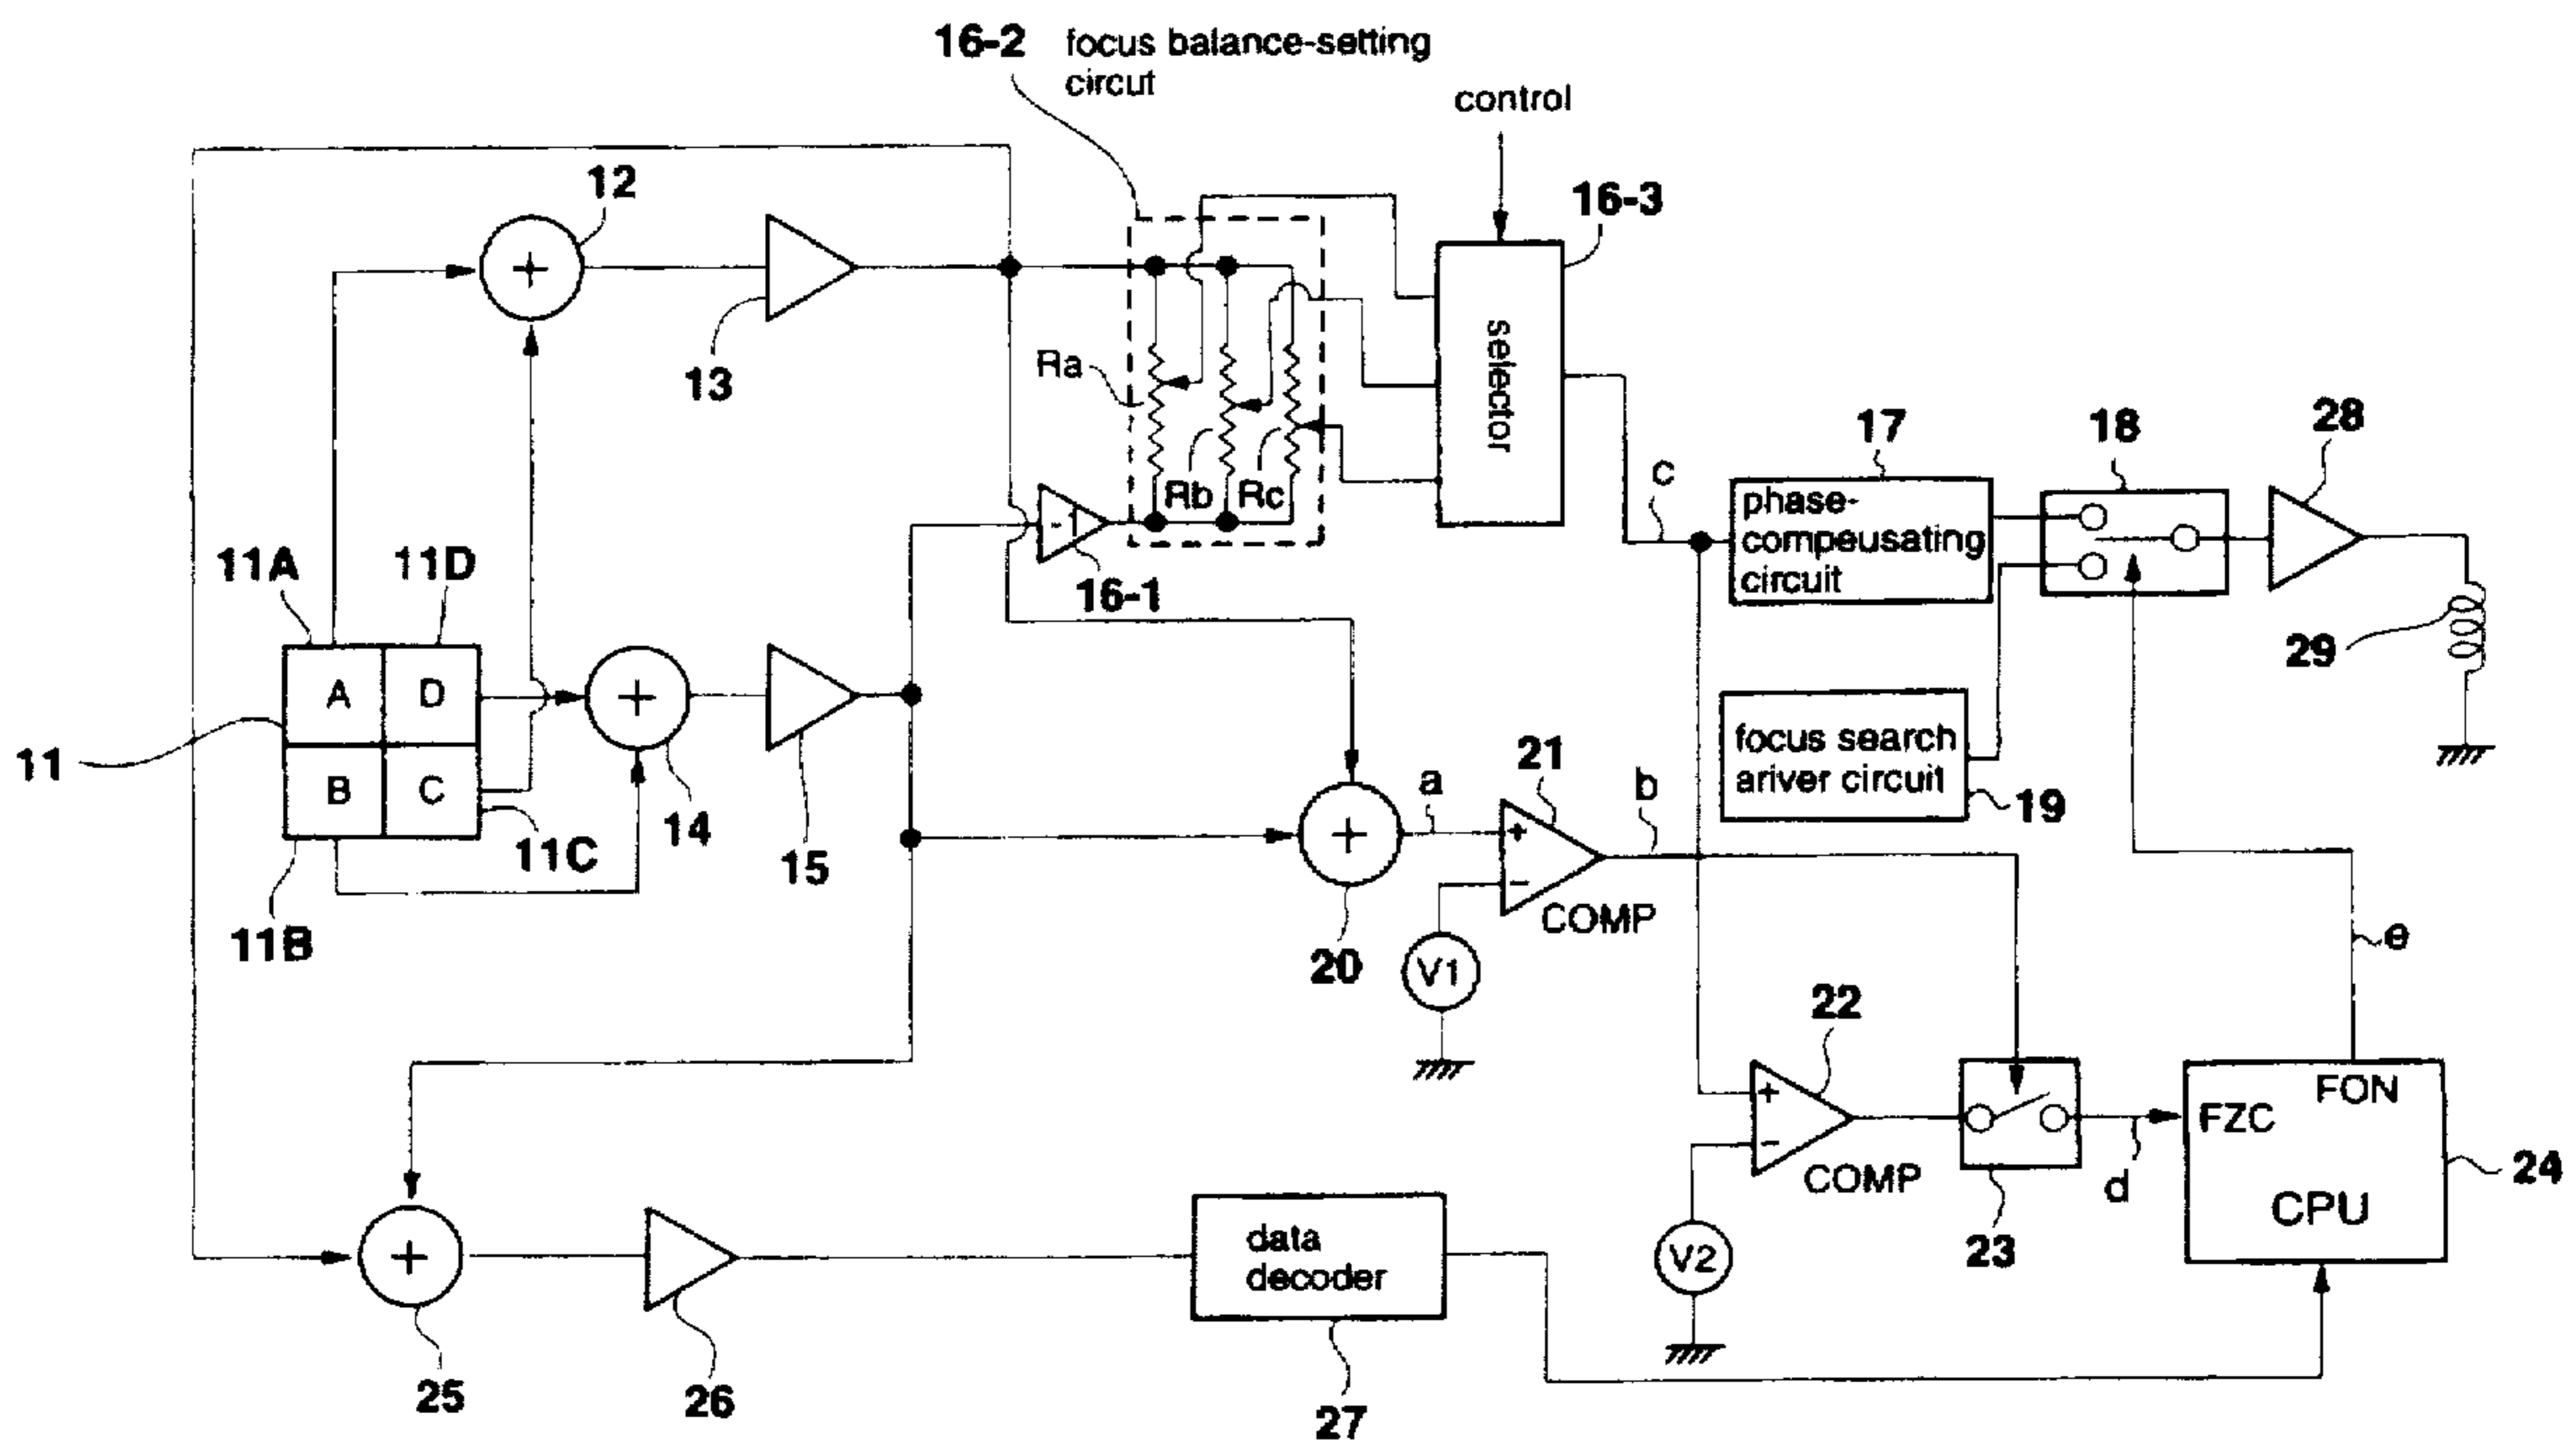 16-2 focus balance-setting
circut
control
12
16-3
selector
13
Ra
Rb
Rc
-1
16-1
17
18
28
c
phase-
compeusating
circuit
29
11A
11D
A
D
B
C
11
11B
11C
14
15
focus search
ariver circuit
19
21
a
b
+
-
COMP
20
V1
e
22
+
-
COMP
V2
23
d
FZC
FON
CPU
24
+
+
+
+
25
26
data
decoder
27